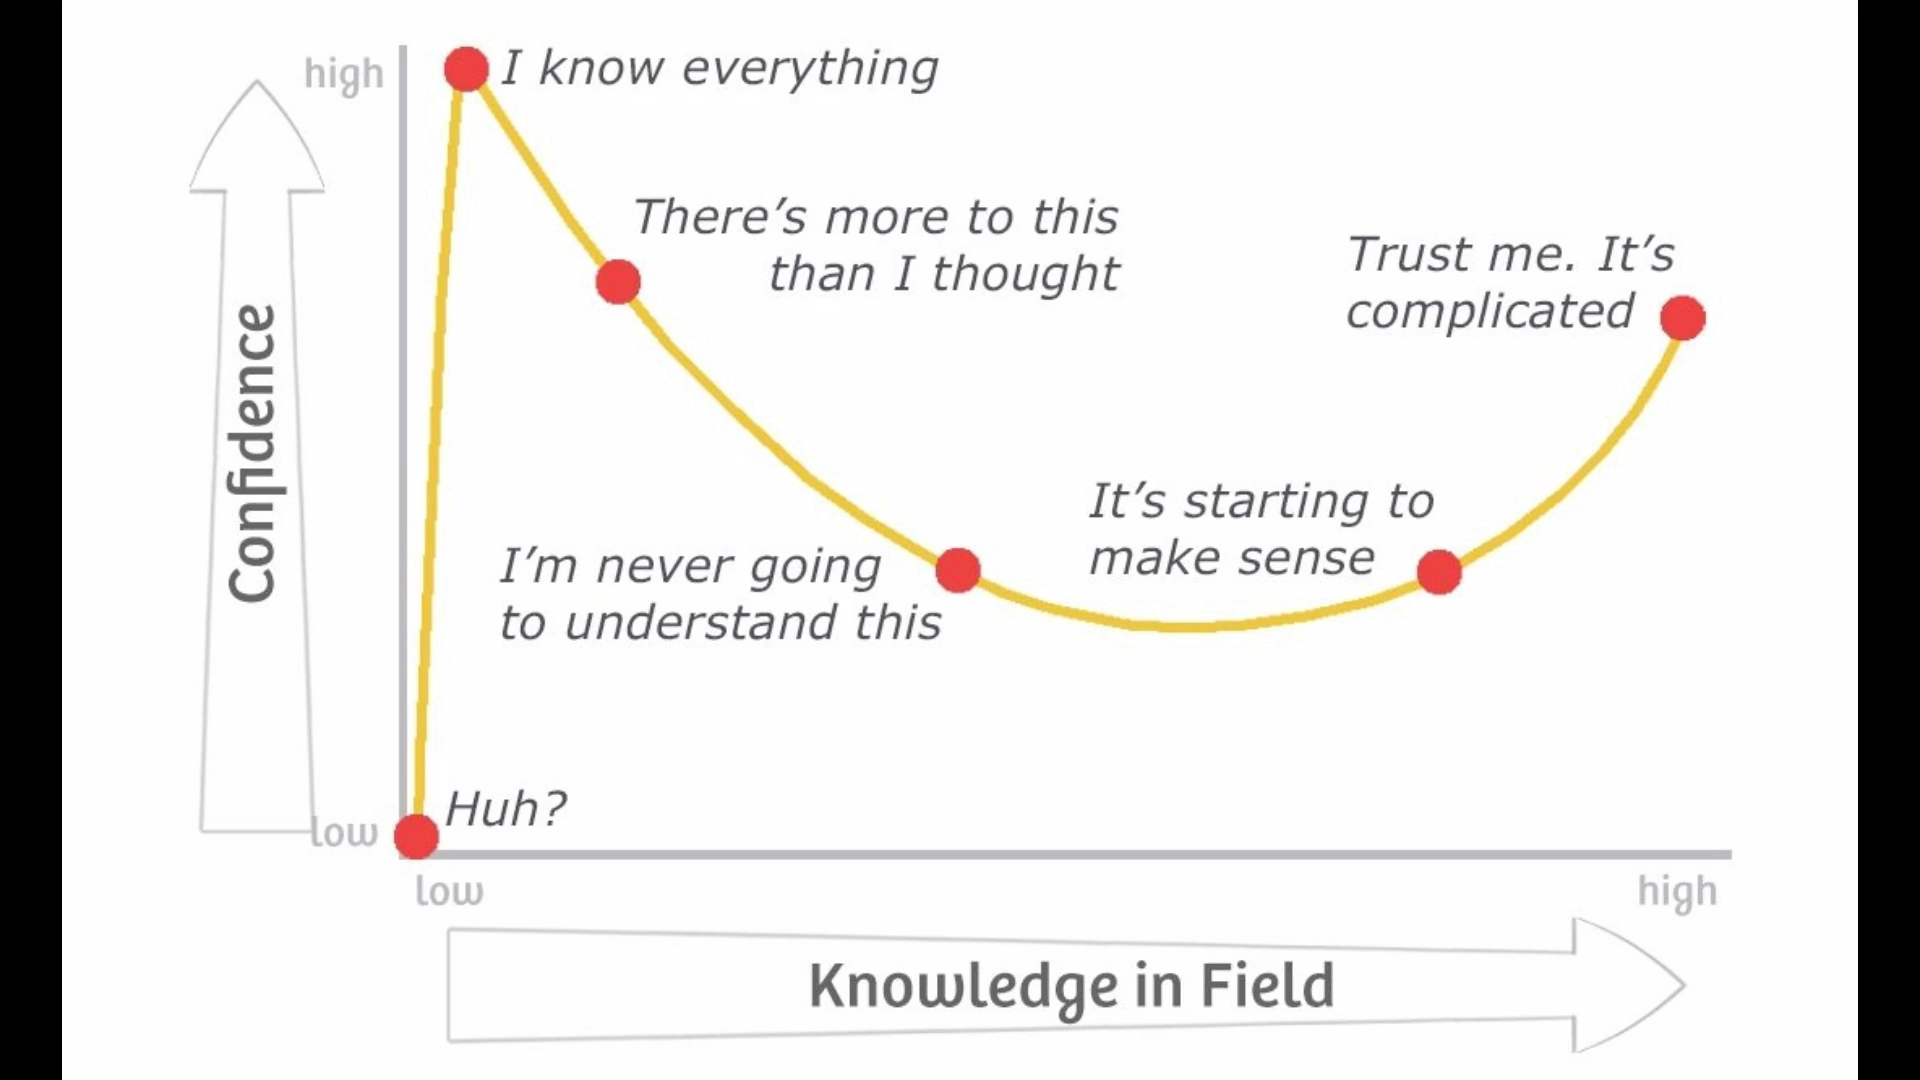 high
I know everything
There’s more to this
than I thought
Trust me. It’s
complicated
Confidence
It’s starting to
make sense
I’m never going
to understand this
Huh?
low
low
high
Knowledge in Field